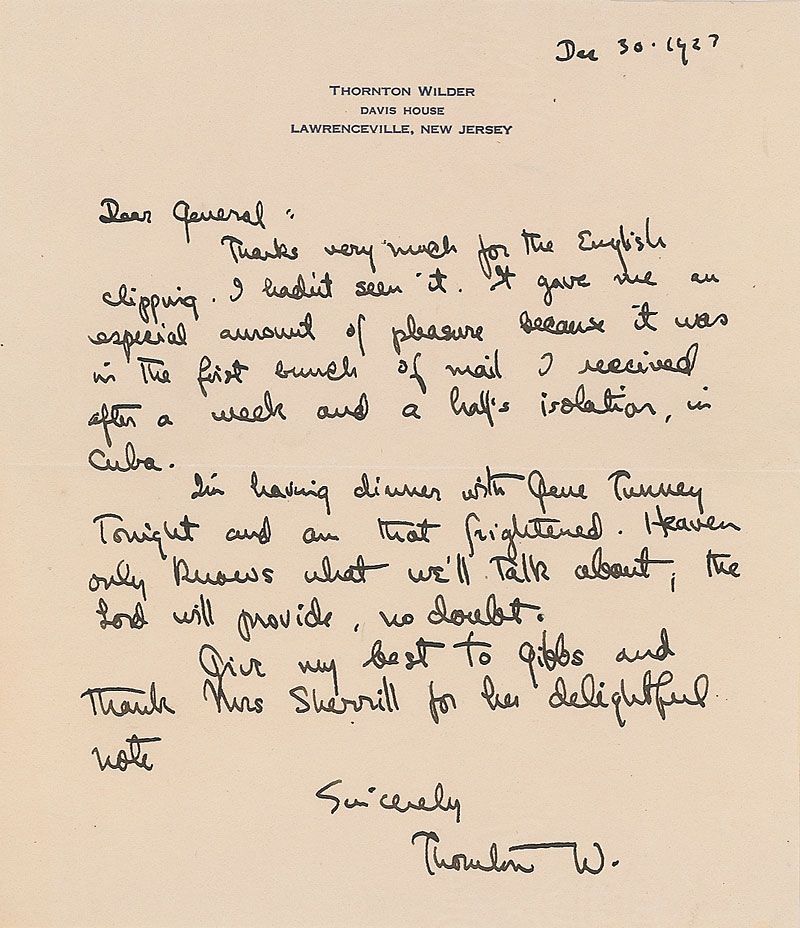 Dec 30 · 1927
THORNTON WILDER
DAVIS HOUSE
LAWRENCEVILLE, NEW JERSEY
Dear General:
Thanks very much for the English
clipping. I hadn't seen it. It gave me an
especial amount of pleasure because it was
in the first bunch of mail I received
after a week and a half's isolation, in
Cuba.
I'm having dinner with Gene Tunney
Tonight and am that frightened. Heaven
only knows what we'll talk about; the
Lord will provide, no doubt.
Give my best to Gibbs and
thank Mrs Sherrill for her delightful
note
Sincerely
Thornton W.